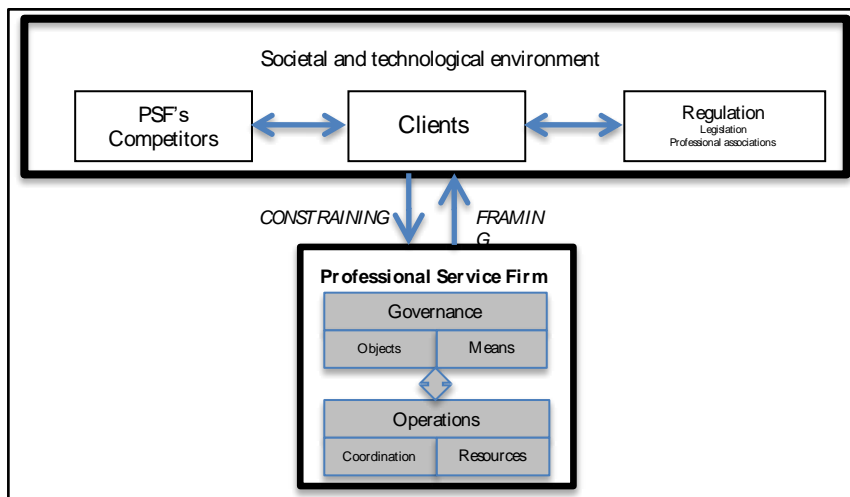 Societal and technological environment
PSF's
Competitors
Clients
Regulation
Legislation
Professional associations
CONSTRAINING
FRAMIN
G
Professional Service Firm
Governance
Objects
Means
Operations
Coordination
Resources